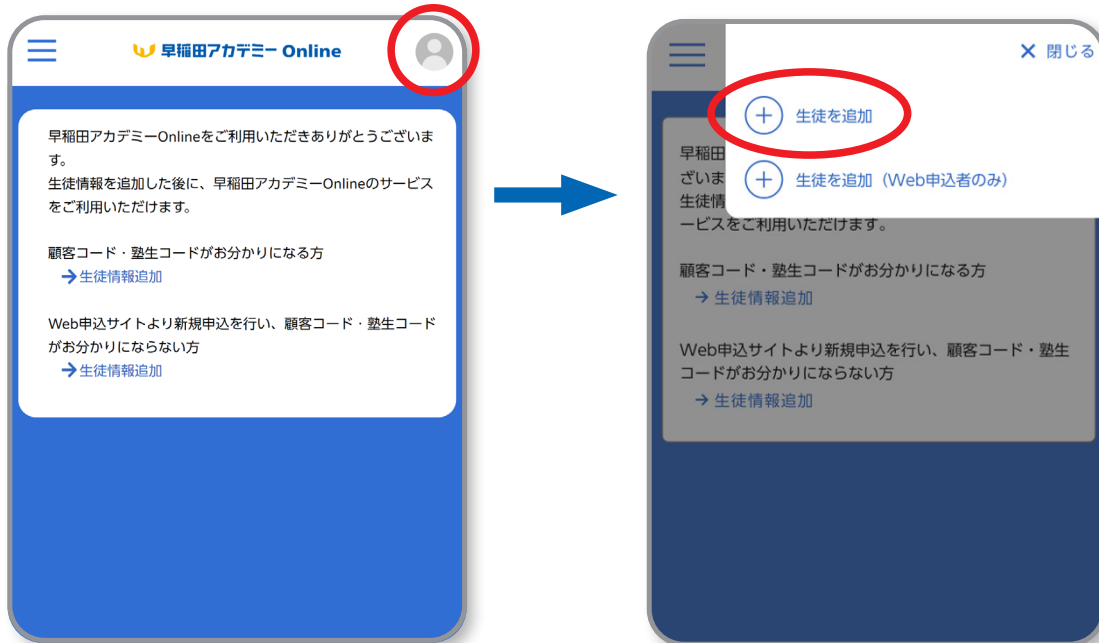 早稲田アカデミー Online
早稲田アカデミーOnlineをご利用いただきありがとうございま
す。
生徒情報を追加した後に、早稲田アカデミーOnlineのサービス
をご利用いただけます。
顧客コード・塾生コードがお分かりになる方
→生徒情報追加
Web申込サイトより新規申込を行い、顧客コード・塾生コード
がお分かりにならない方
→生徒情報追加
× 閉じる
＋ 生徒を追加
＋ 生徒を追加（Web申込者のみ）
早稲田
ざいま
生徒情
ービスをご利用いただけます。
顧客コード・塾生コードがお分かりになる方
→ 生徒情報追加
Web申込サイトより新規申込を行い、顧客コード・塾生
コードがお分かりにならない方
→ 生徒情報追加